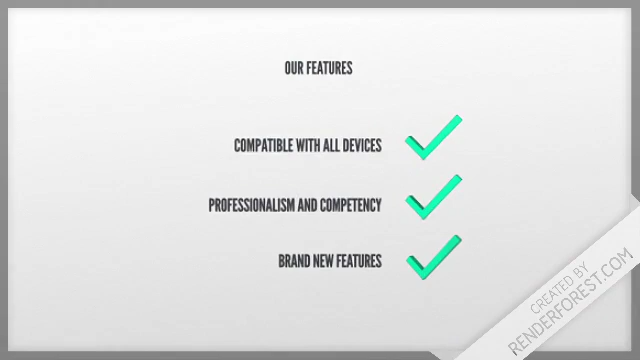 OUR FEATURES
COMPATIBLE WITH ALL DEVICES
PROFESSIONALISM AND COMPETENCY
BRAND NEW FEATURES
CREATED BY
RENDERFOREST.COM